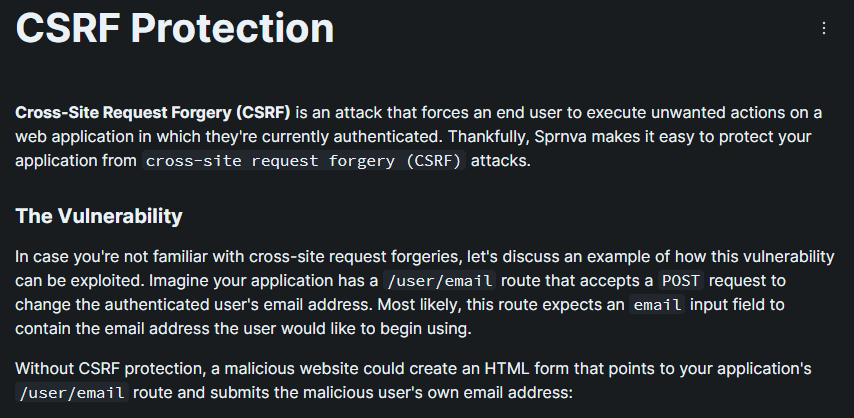 CSRF Protection
Cross-Site Request Forgery (CSRF) is an attack that forces an end user to execute unwanted actions on a
web application in which they're currently authenticated. Thankfully, Sprnva makes it easy to protect your
application from cross-site request forgery (CSRF) attacks.
The Vulnerability
In case you're not familiar with cross-site request forgeries, let's discuss an example of how this vulnerability
can be exploited. Imagine your application has a /user/email route that accepts a POST request to
change the authenticated user's email address. Most likely, this route expects an email input field to
contain the email address the user would like to begin using.
Without CSRF protection, a malicious website could create an HTML form that points to your application's
/user/email route and submits the malicious user's own email address: